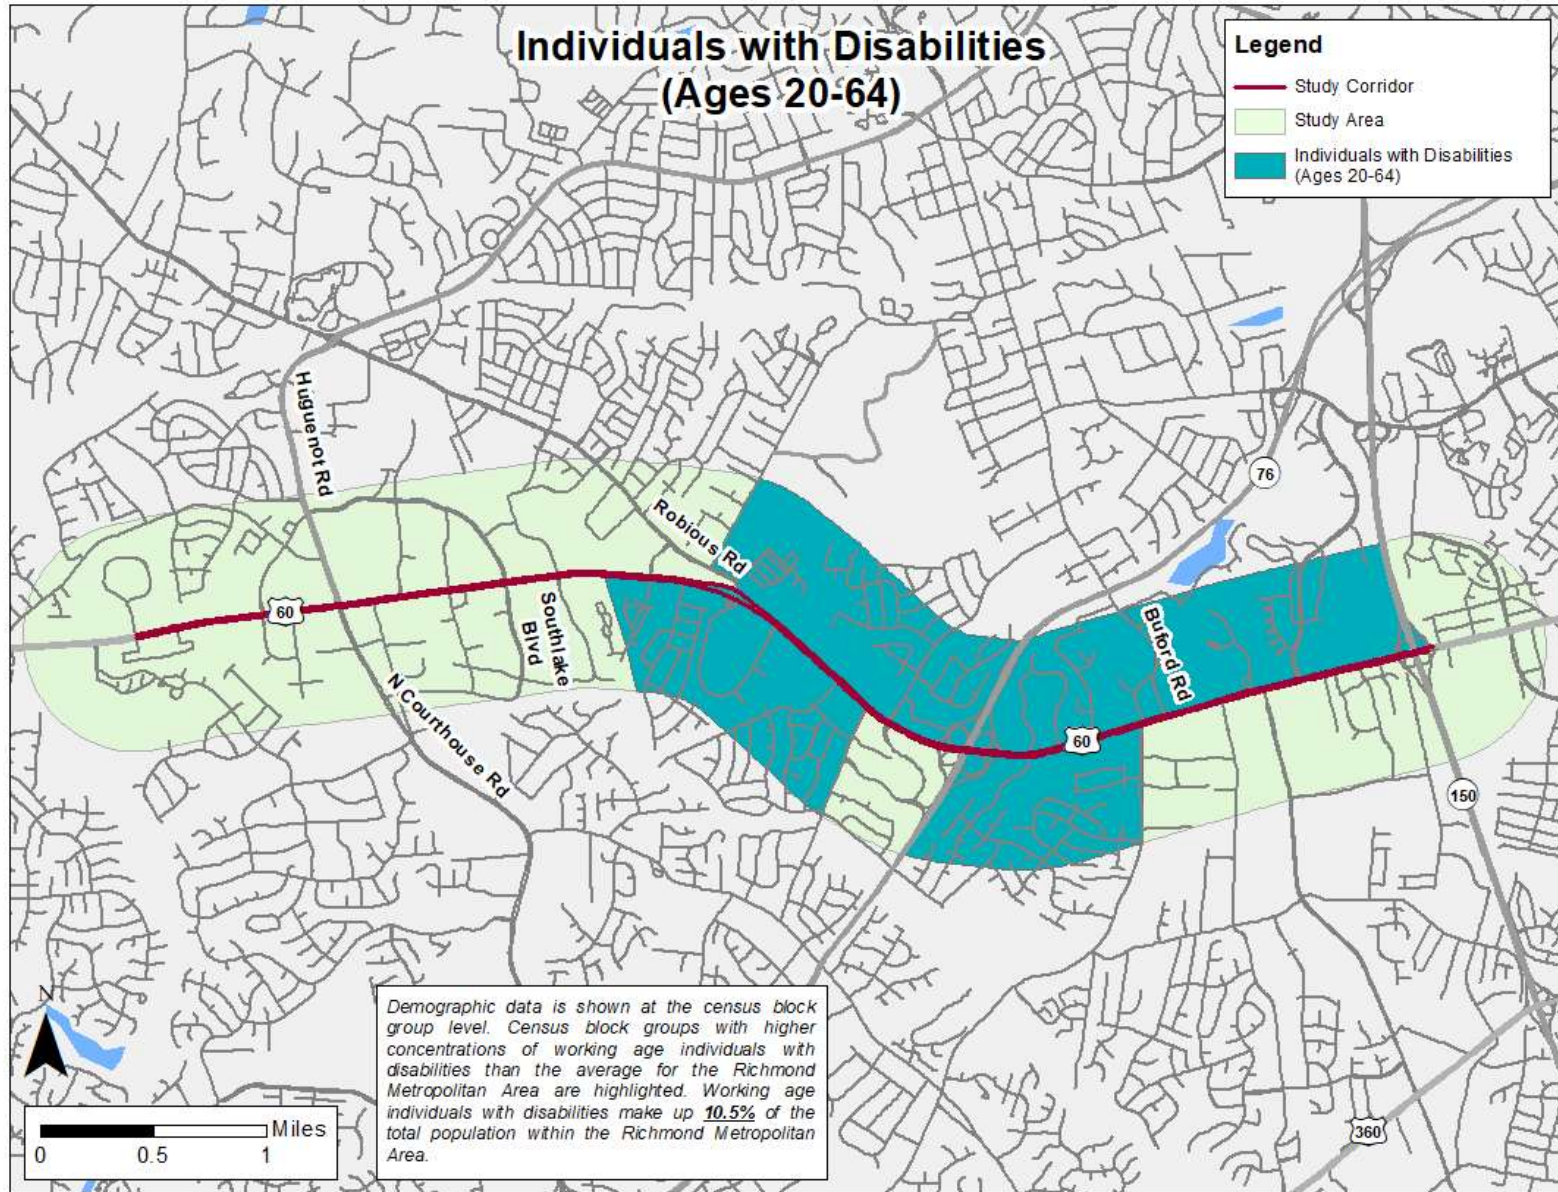 Individuals with Disabilities
(Ages 20-64)
Legend
Study Corridor
Study Area
Individuals with Disabilities
(Ages 20-64)
Huguenot Rd
Robious Rd
76
60
Southlake
Blvd
Buford Rd
N Courthouse Rd
60
150
N
Demographic data is shown at the census block
group level. Census block groups with higher
concentrations of working age individuals with
disabilities than the average for the Richmond
Metropolitan Area are highlighted. Working age
individuals with disabilities make up 10.5% of the
total population within the Richmond Metropolitan
Area.
Miles
0 0.5 1
360